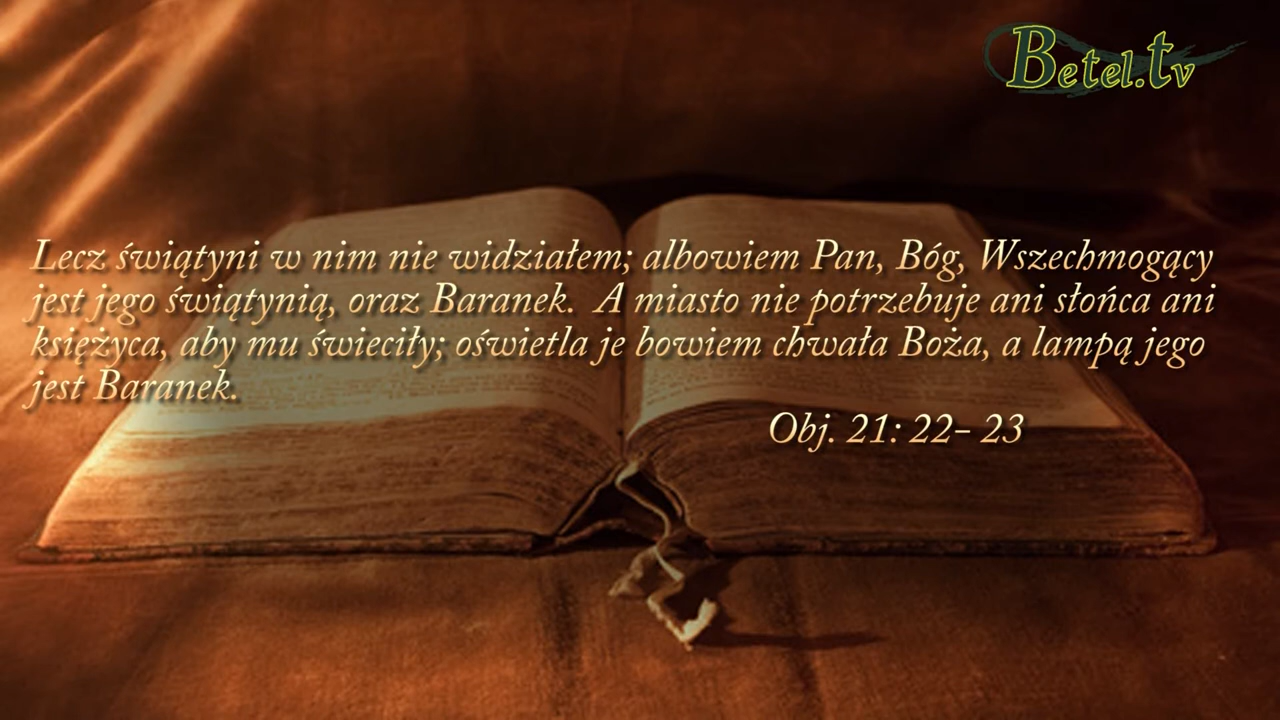 Betel.tv
Lecz świątyni w nim nie widziałem; albowiem Pan, Bóg, Wszechmogący
jest jego świątynią, oraz Baranek. A miasto nie potrzebuje ani słońca ani
księżyca, aby mu świeciły; oświetla je bowiem chwała Boża, a lampą jego
jest Baranek.
Obj. 21: 22- 23